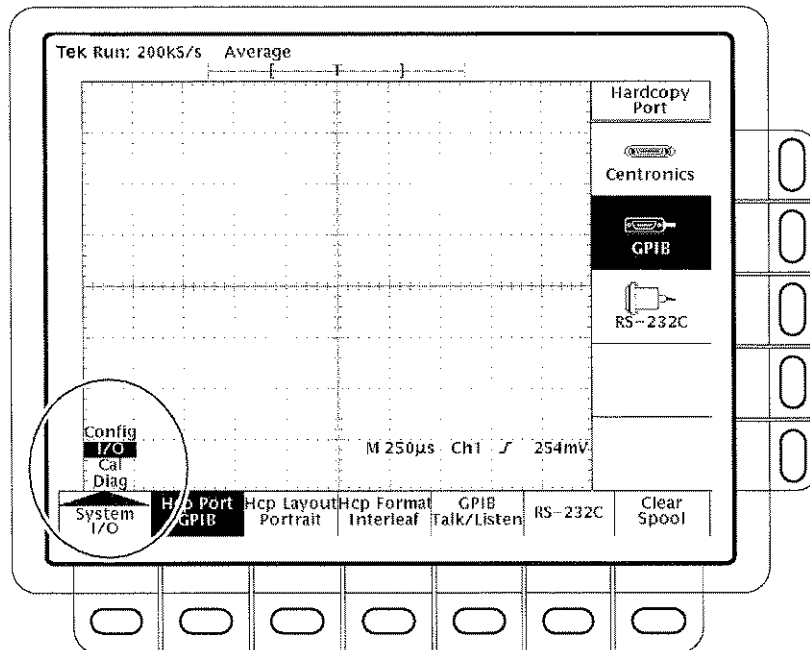 Tek Run: 200kS/s Average
[ T ]
Hardcopy
Port
Centronics
GPIB
RS-232C
Config
I/O
Cal
Diag
M 250µs Ch1 254mV
System
I/O
Hcp Port
GPIB
Hcp Layout
Portrait
Hcp Format
Interleaf
GPIB
Talk/Listen
RS-232C
Clear
Spool